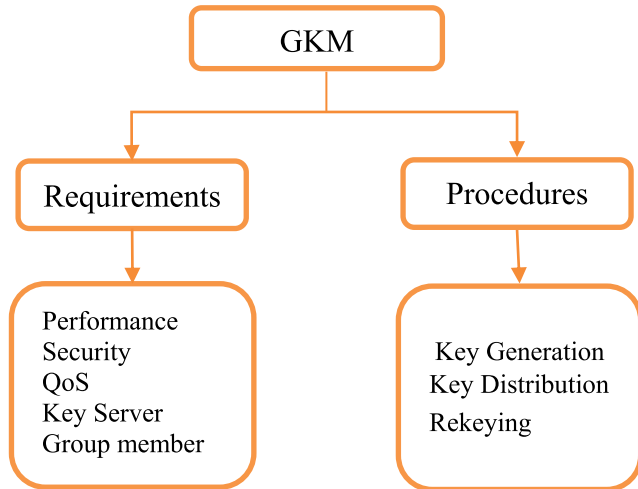 GKM
Requirements
Procedures
Performance
Security
QoS
Key Server
Group member
Key Generation
Key Distribution
Rekeying